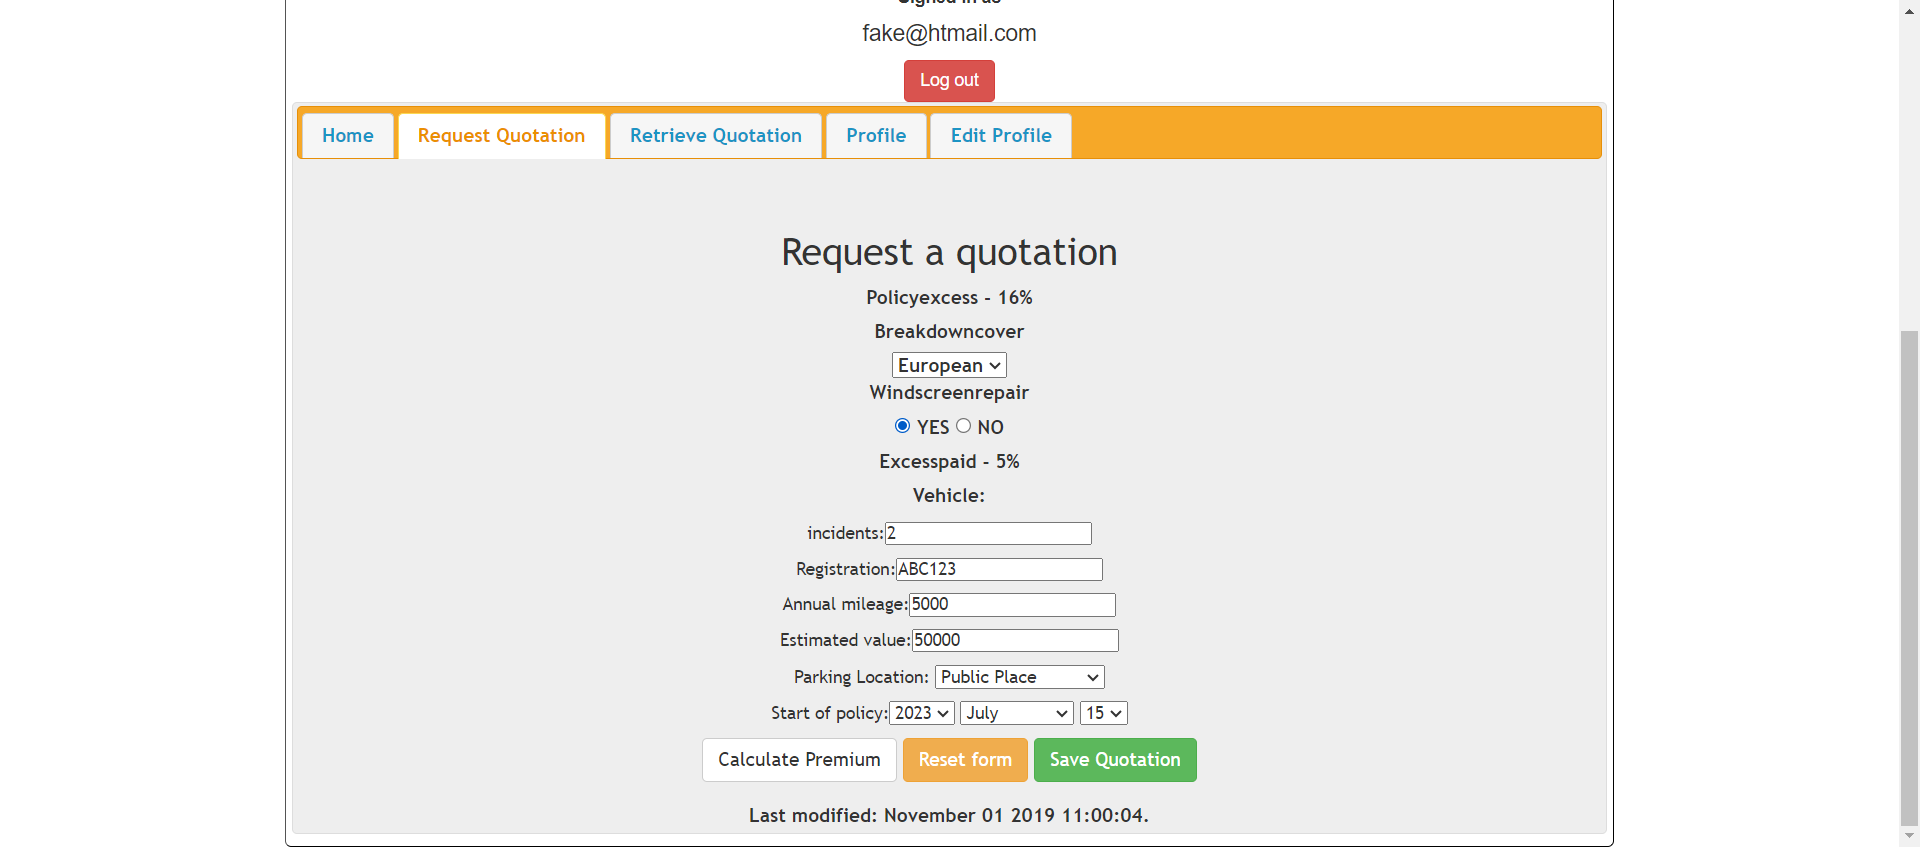 Signed in as
fake@htmail.com
Log out
Home Request Quotation Retrieve Quotation Profile Edit Profile
Request a quotation
Policyexcess - 16%
Breakdowncover
European
Windscreenrepair
YES NO
Excesspaid - 5%
Vehicle:
incidents:2
Registration:ABC123
Annual mileage:5000
Estimated value:50000
Parking Location: Public Place
Start of policy:2023 July 15
Calculate Premium Reset form Save Quotation
Last modified: November 01 2019 11:00:04.